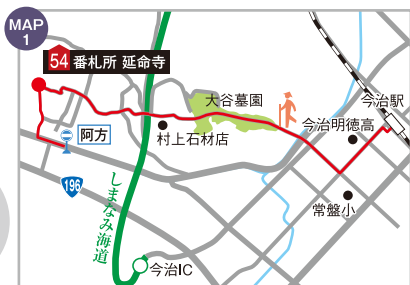 MAP
1
54 番札所 延命寺
大谷墓園
今治駅
今治明徳高
阿方
村上石材店
196
しまなみ海道
常盤小
今治IC